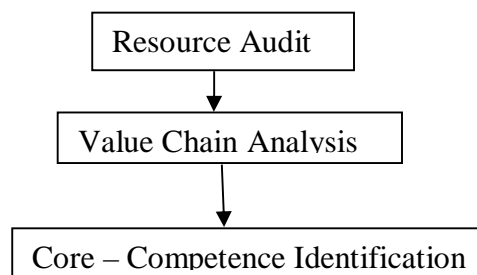 Resource Audit
Value Chain Analysis
Core – Competence Identification